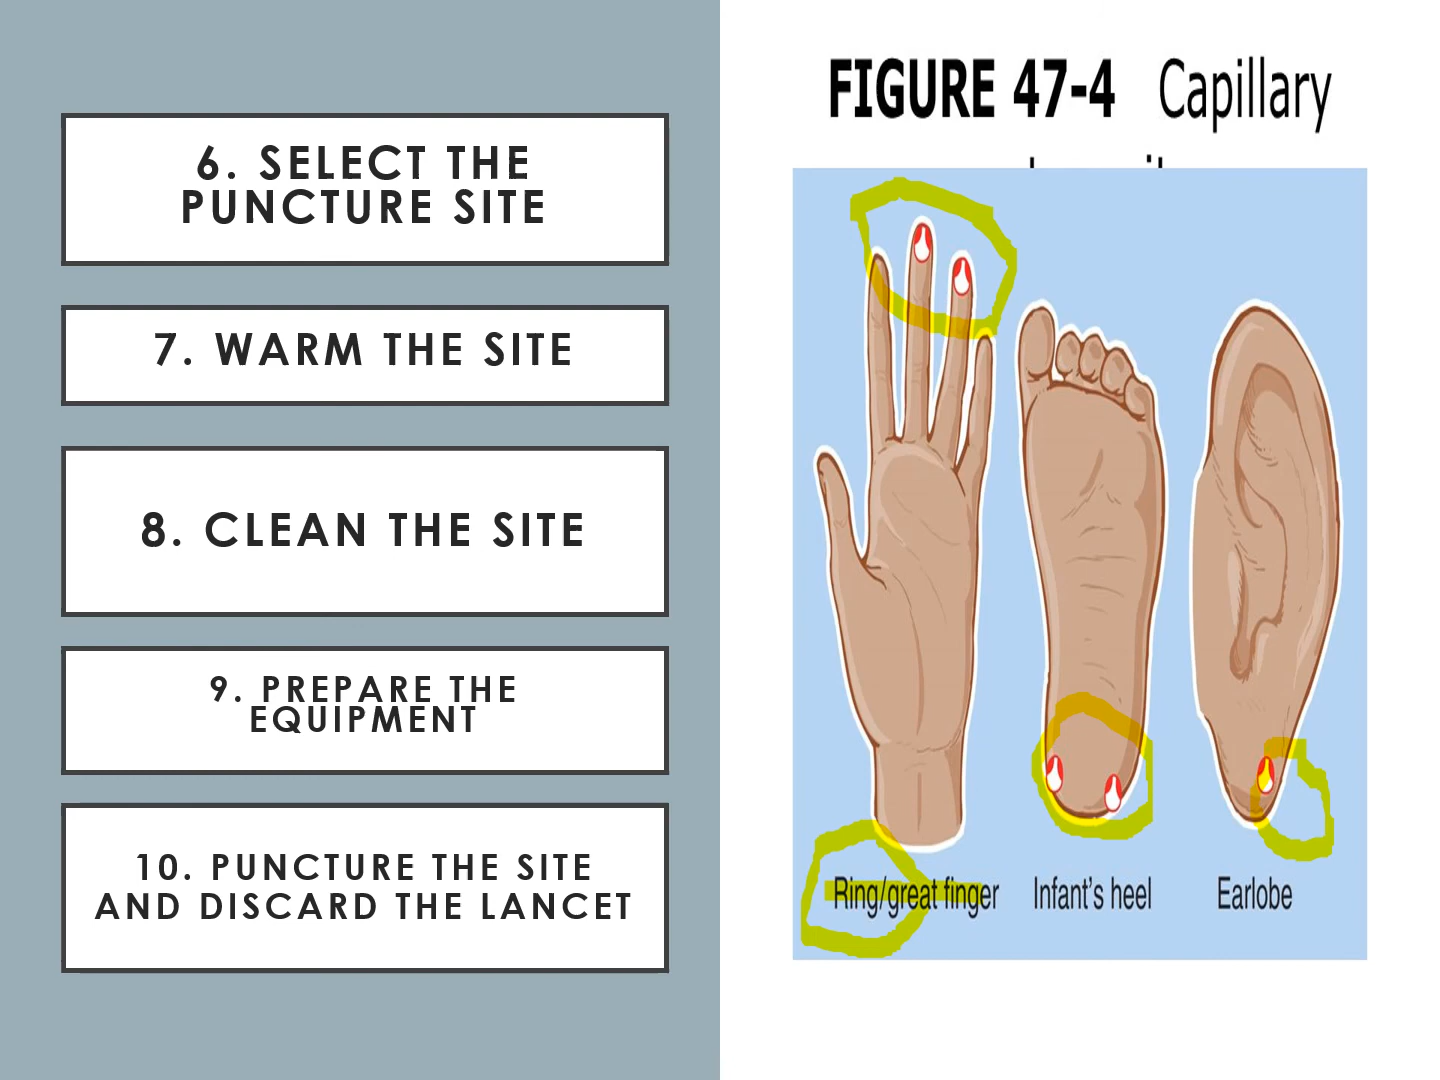 6. SELECT THE
PUNCTURE SITE
7. WARM THE SITE
8. CLEAN THE SITE
9. PREPARE THE
EQUIPMENT
10. PUNCTURE THE SITE
AND DISCARD THE LANCET
FIGURE 47-4 Capillary
Ring/great finger
Infant's heel
Earlobe